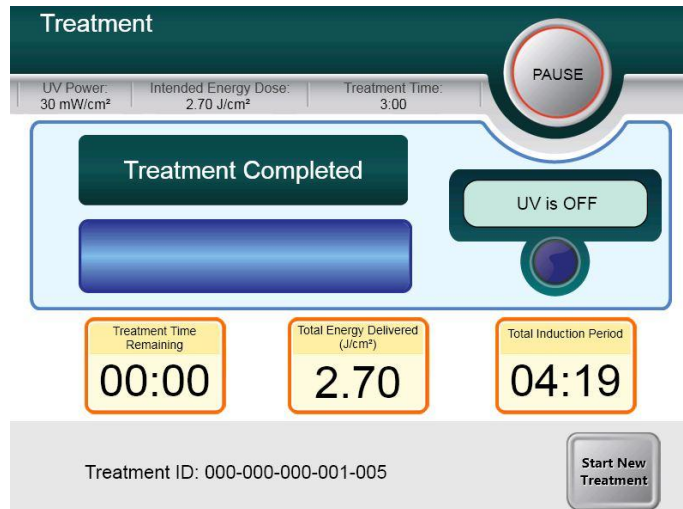 Treatment
PAUSE
UV Power:
30 mW/cm²
Intended Energy Dose:
2.70 J/cm²
Treatment Time:
3:00
Treatment Completed
UV is OFF
Treatment Time
Remaining
00:00
Total Energy Delivered
(J/cm²)
2.70
Total Induction Period
04:19
Treatment ID: 000-000-000-001-005
Start New
Treatment